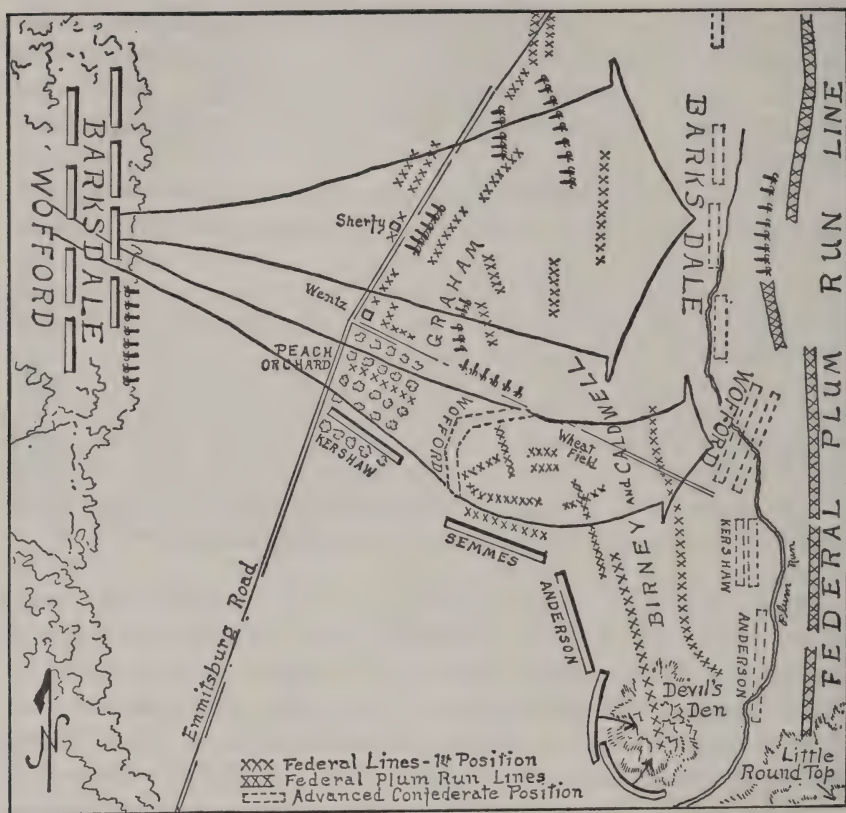 BARKSDALE
S' WOFFORD
Sherfy
Wentz
PEACH
ORCHARD
KERSHAW
GRAHAM
WOFFORD
Wheat
Field
SEMMES
ANDERSON
BIRNEY AND CALDWELL
BARKSDALE
WOFFORD
KERSHAW
ANDERSON
Plum Run
FEDERAL PLUM RUN LINE
Devil's
Den
Little
Round Top
Emmitsburg Road
N
XXX Federal Lines - 1st Position
XXX Federal Plum Run Lines
Advanced Confederate Position